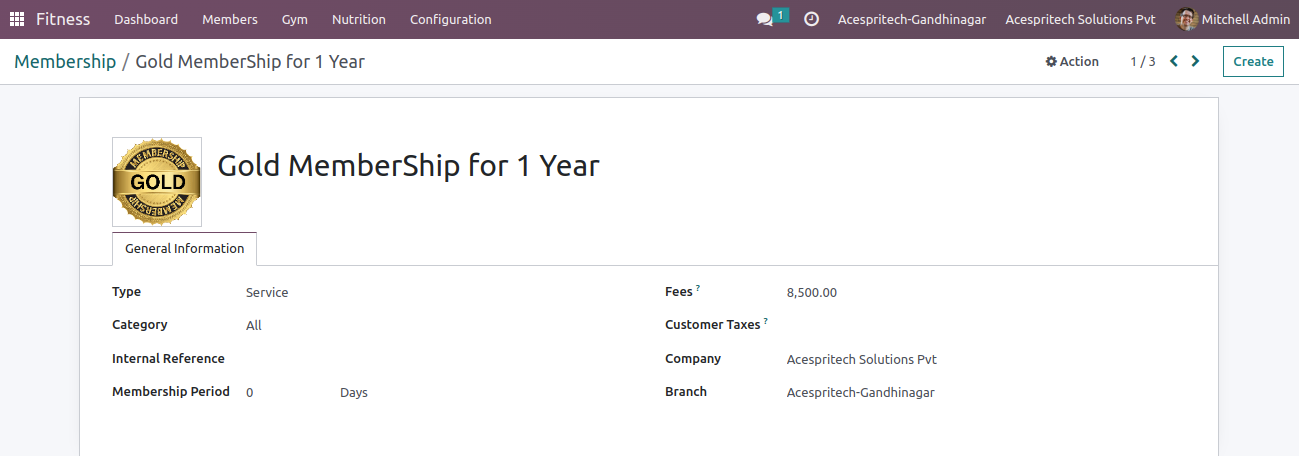 Fitness Dashboard Members Gym Nutrition Configuration 1 Acespritech-Gandhinagar Acespritech Solutions Pvt Mitchell Admin
Membership / Gold MemberShip for 1 Year Action 1 / 3 Create
MEMBERSHIP
GOLD
MEMBERSHIP
Gold MemberShip for 1 Year
General Information
Type Service Fees ? 8,500.00
Category All Customer Taxes ?
Internal Reference Company Acespritech Solutions Pvt
Membership Period 0 Days Branch Acespritech-Gandhinagar